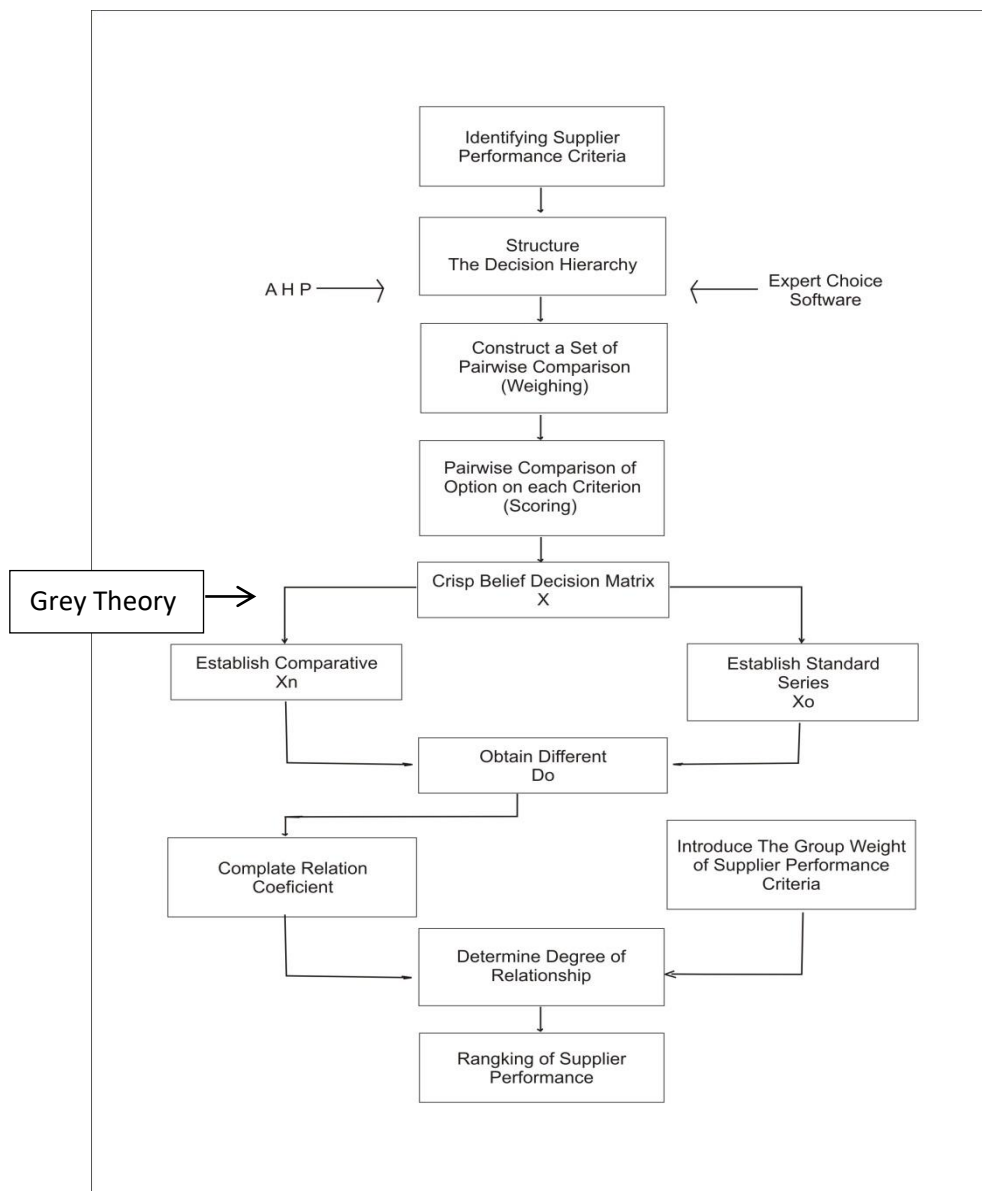 Identifying Supplier
Performance Criteria
Structure
The Decision Hierarchy
A H P
Expert Choice
Software
Construct a Set of
Pairwise Comparison
(Weighing)
Pairwise Comparison of
Option on each Criterion
(Scoring)
Grey Theory
Crisp Belief Decision Matrix
X
Establish Comparative
Xn
Establish Standard
Series
Xo
Obtain Different
Do
Complate Relation
Coeficient
Introduce The Group Weight
of Supplier Performance
Criteria
Determine Degree of
Relationship
Rangking of Supplier
Performance